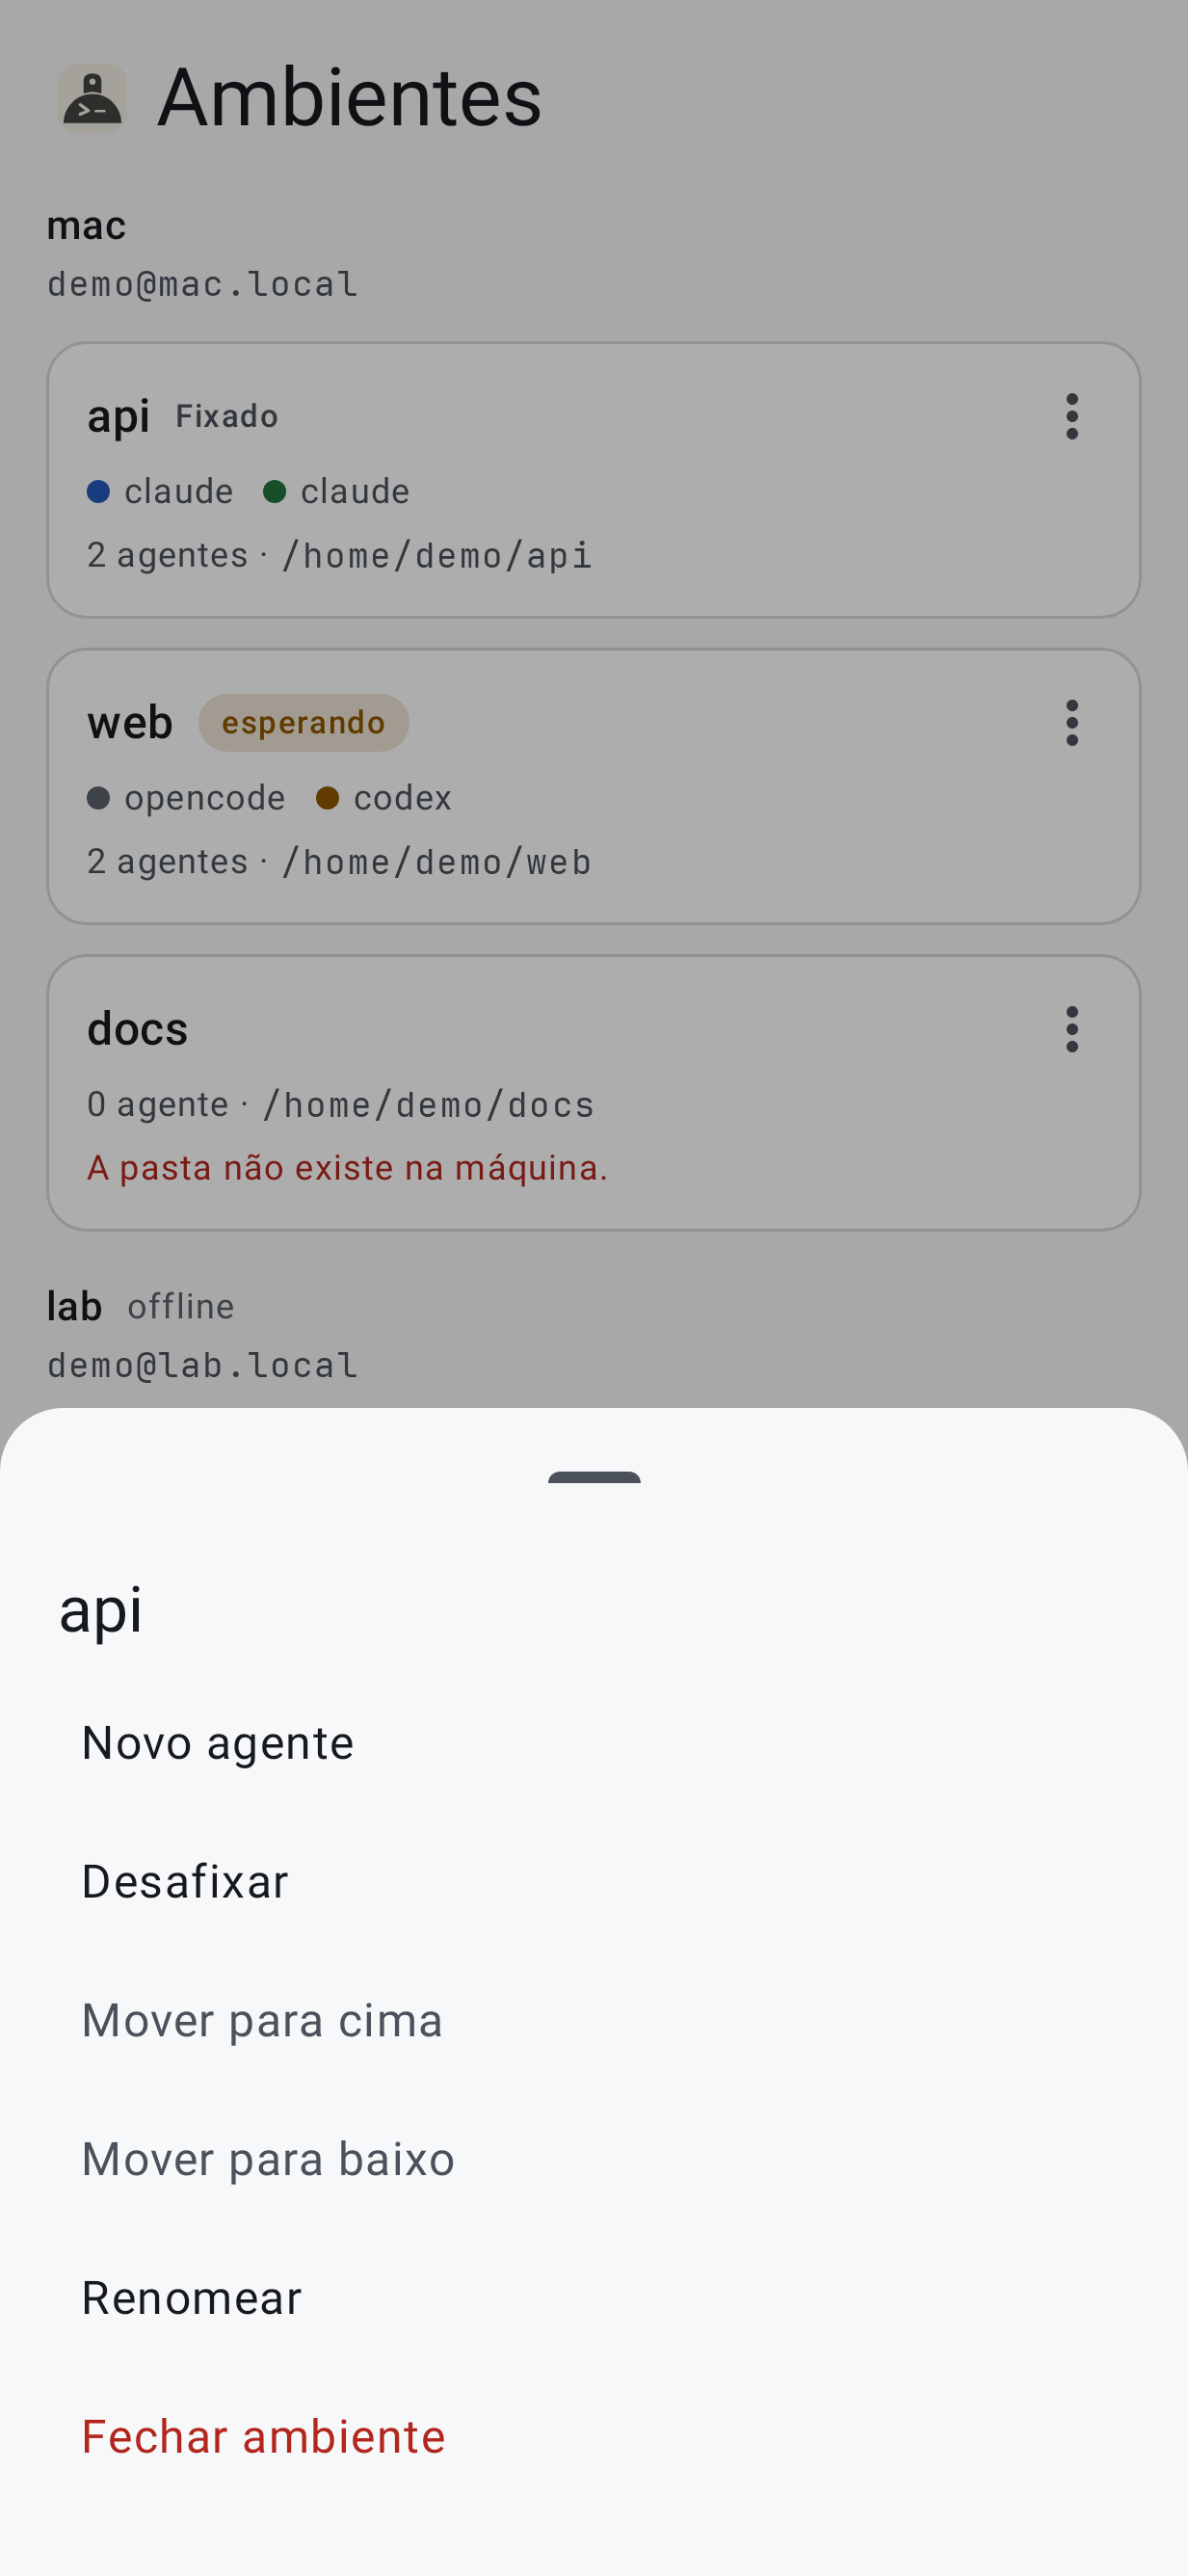 Ambientes
mac
demo@mac.local
api Fixado
claude claude
2 agentes · /home/demo/api
web esperando
opencode codex
2 agentes · /home/demo/web
docs
0 agente · /home/demo/docs
A pasta não existe na máquina.
lab offline
demo@lab.local
api
Novo agente
Desafixar
Mover para cima
Mover para baixo
Renomear
Fechar ambiente